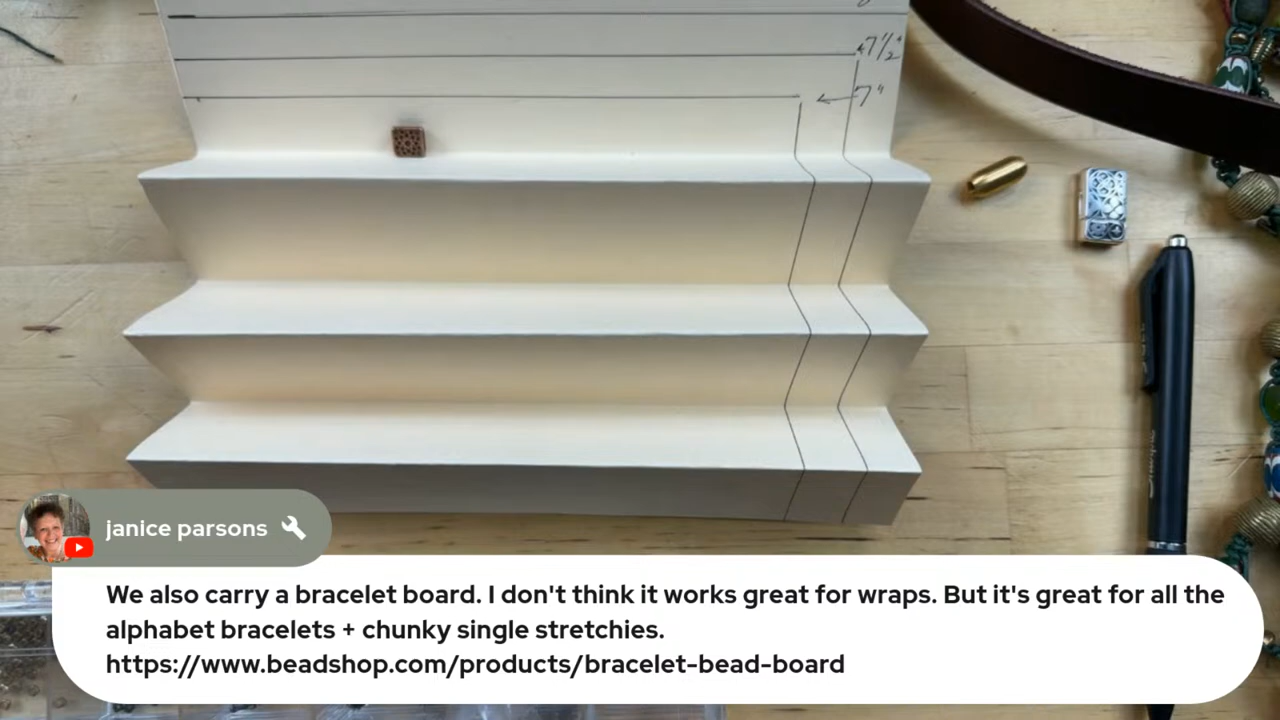 7 1/2"
7"
janice parsons
We also carry a bracelet board. I don't think it works great for wraps. But it's great for all the
alphabet bracelets + chunky single stretchies.
https://www.beadshop.com/products/bracelet-bead-board